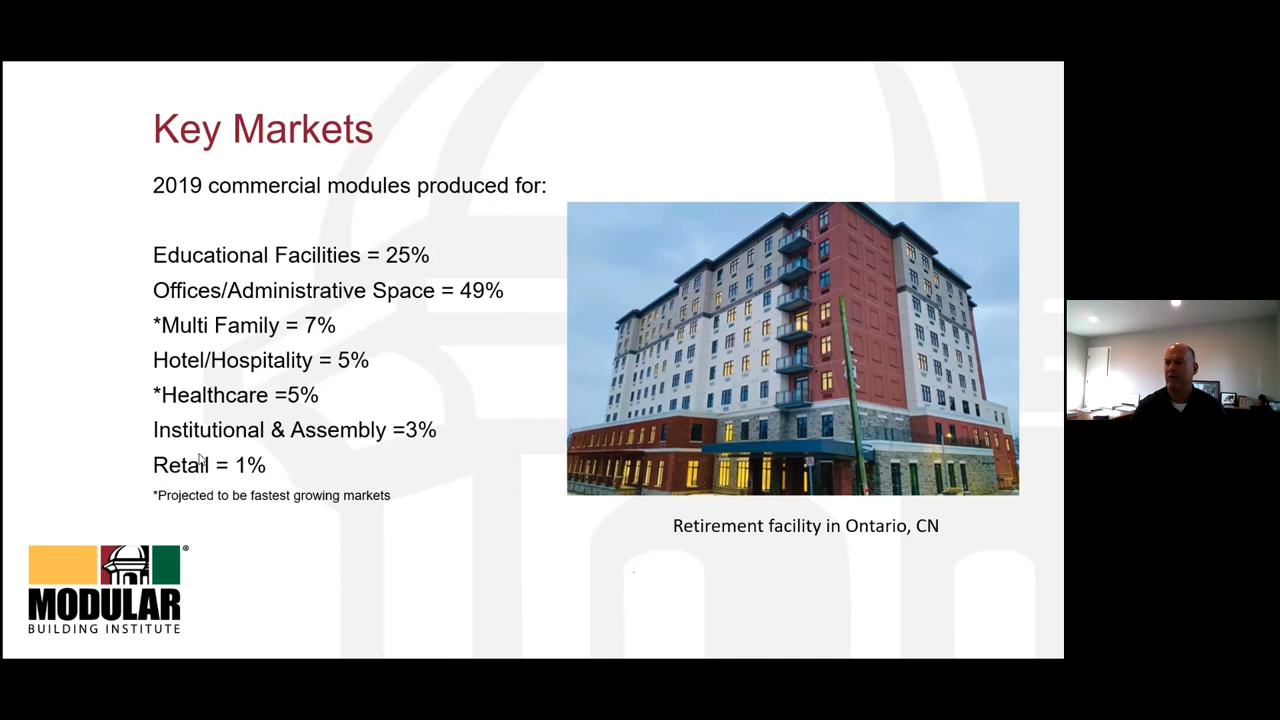 Key Markets
2019 commercial modules produced for:
Educational Facilities = 25%
Offices/Administrative Space = 49%
*Multi Family = 7%
Hotel/Hospitality = 5%
*Healthcare =5%
Institutional & Assembly =3%
Retail = 1%
*Projected to be fastest growing markets
Retirement facility in Ontario, CN
®
MODULAR
BUILDING INSTITUTE